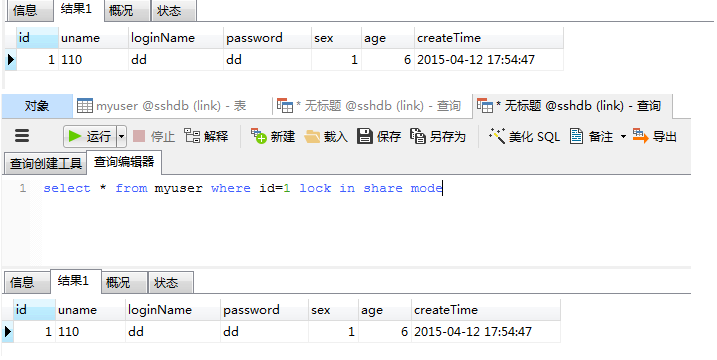 信息 结果1 概况 状态
id uname loginName password sex age createTime
1 110 dd dd 1 6 2015-04-12 17:54:47
对象 myuser @sshdb (link) - 表 * 无标题 @sshdb (link) - 查询 * 无标题 @sshdb (link) - 查询
运行 停止 解释 新建 载入 保存 另存为 美化 SQL 备注 导出
查询创建工具 查询编辑器
1 select * from myuser where id=1 lock in share mode
信息 结果1 概况 状态
id uname loginName password sex age createTime
1 110 dd dd 1 6 2015-04-12 17:54:47